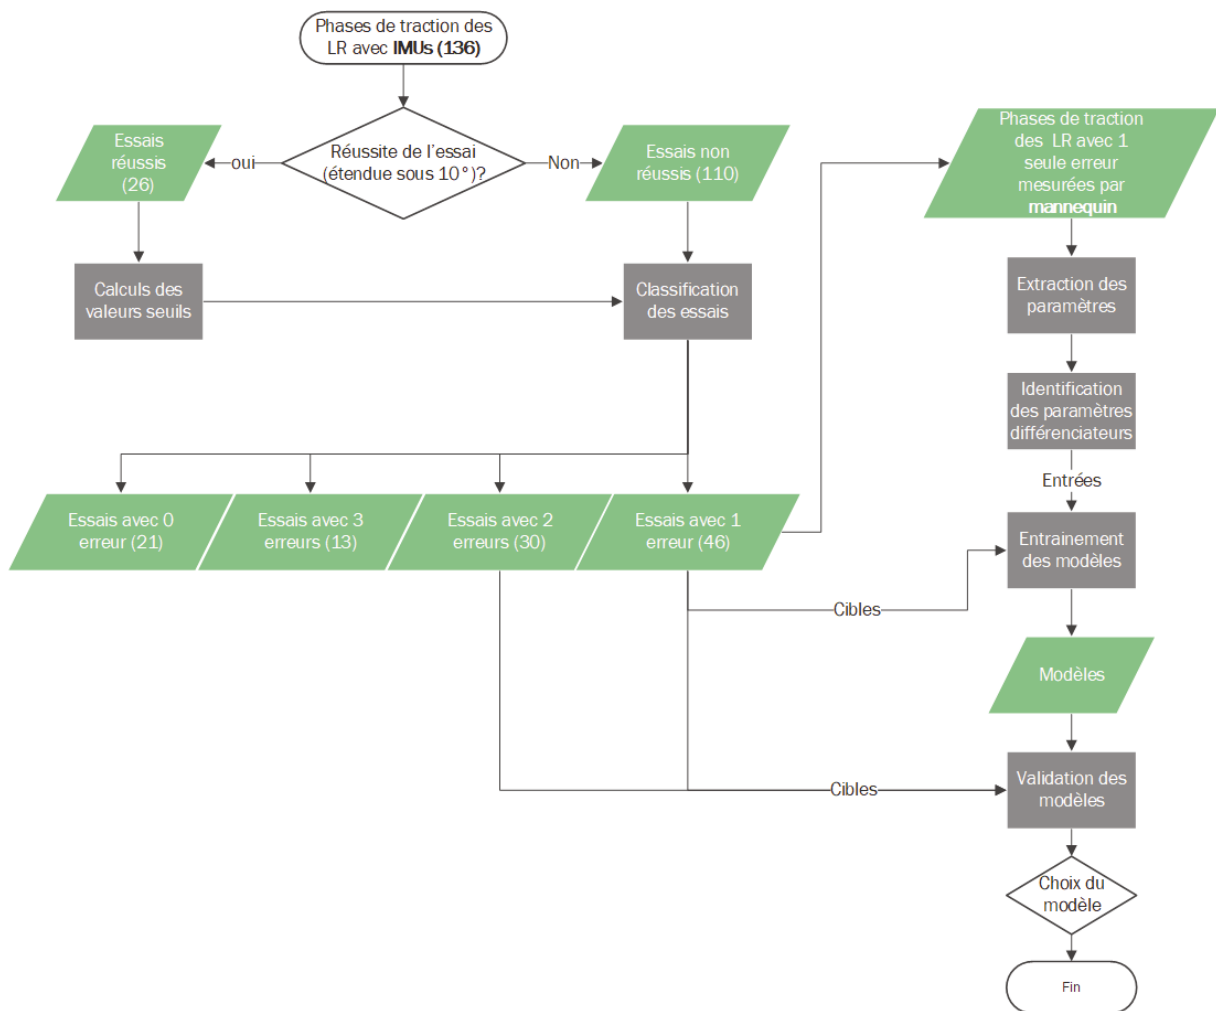 Phases de traction des
LR avec IMUs (136)
Réussite de l'essai
(étendue sous 10°)?
oui
Non
Essais
réussis
(26)
Essais non
réussis (110)
Calculs des
valeurs seuils
Classification
des essais
Essais avec 0
erreur (21)
Essais avec 3
erreurs (13)
Essais avec 2
erreurs (30)
Essais avec 1
erreur (46)
Phases de traction
des LR avec 1
seule erreur
mesurées par
mannequin
Extraction des
paramètres
Identification
des paramètres
différenciateurs
Entrées
Entrainement
des modèles
Cibles
Modèles
Cibles
Validation des
modèles
Choix du
modèle
Fin